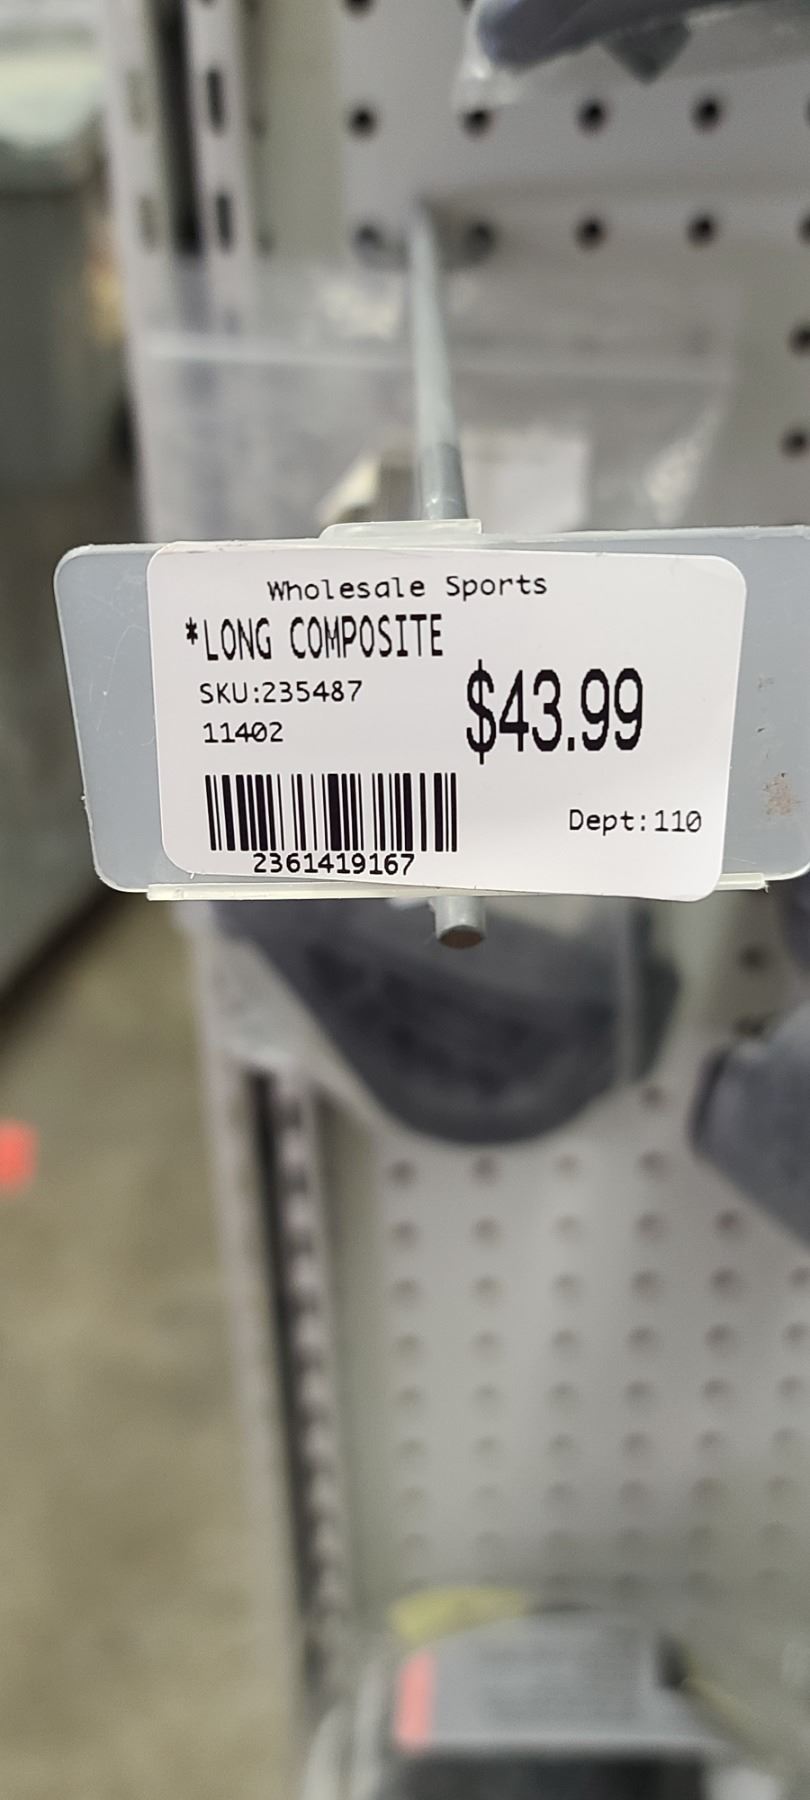 Wholesale Sports
*LONG COMPOSITE
SKU:235487
$43.99
11402
Dept:110
2361419167